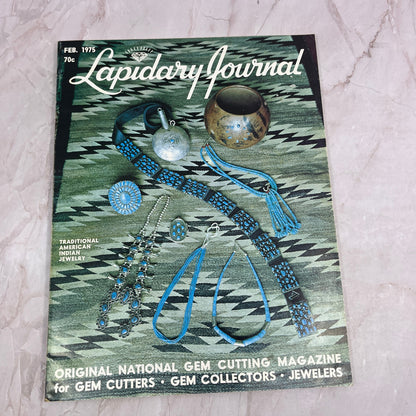 FEB. 1975
70¢
Lapidary Journal
TRADITIONAL
AMERICAN
INDIAN
JEWELRY
ORIGINAL NATIONAL GEM CUTTING MAGAZINE
for GEM CUTTERS • GEM COLLECTORS • JEWELERS